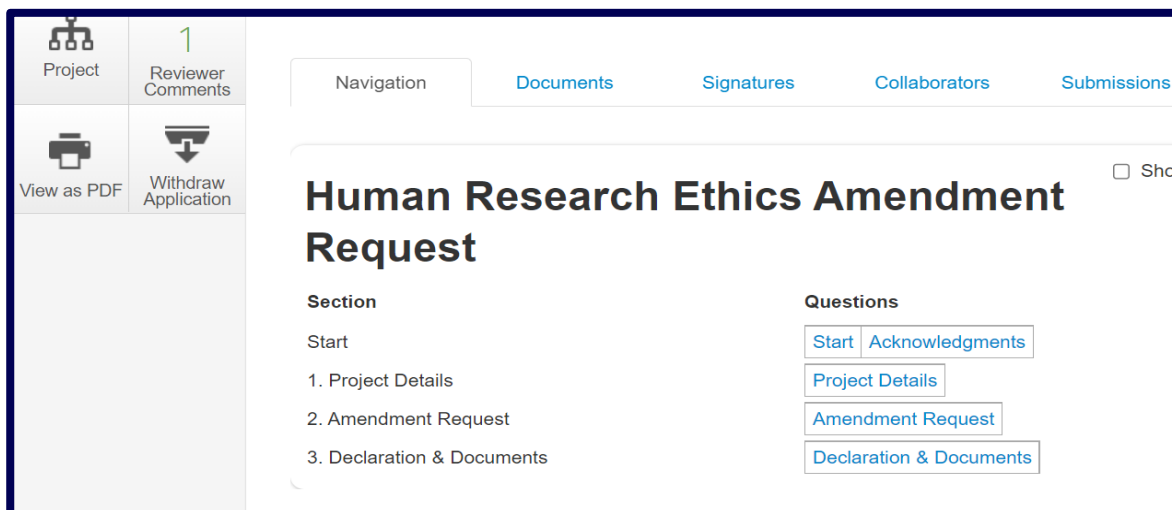 Project
1
Reviewer
Comments
View as PDF
Withdraw
Application
Navigation Documents Signatures Collaborators Submissions
Human Research Ethics Amendment
Request
Section Questions
Start Start Acknowledgments
1. Project Details Project Details
2. Amendment Request Amendment Request
3. Declaration & Documents Declaration & Documents